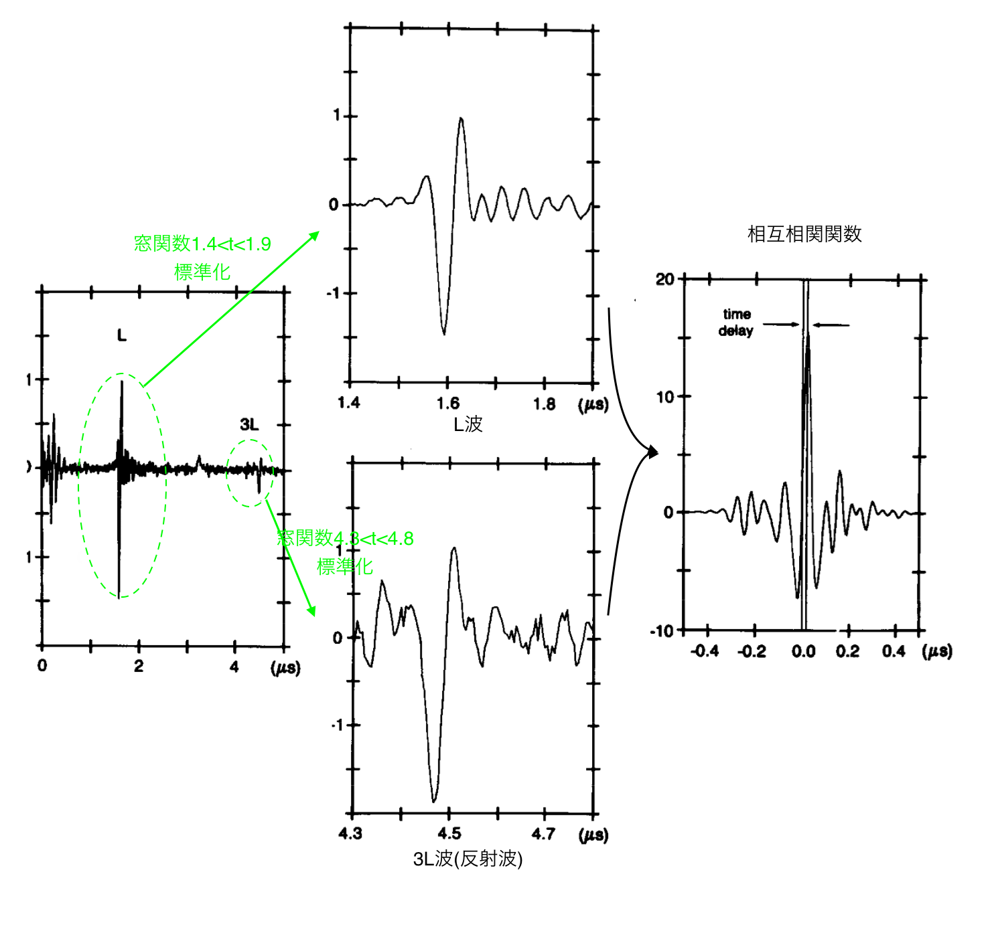 窓関数1.4<t<1.9
標準化
L
3L
1
)
1
0
2
4
(μs)
1
0
-1
1.4
1.6
1.8
(μs)
L波
窓関数4.3<t<4.8
標準化
1
0
-1
4.3
4.5
4.7
(μs)
3L波(反射波)
相互相関関数
20
time
delay
10
0
-10
-0.4
-0.2
0.0
0.2
0.4
(μs)